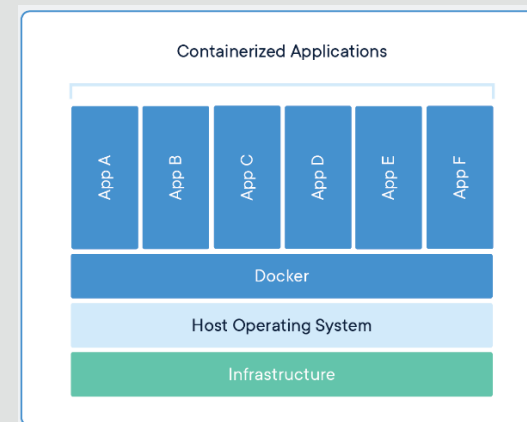 Containerized Applications
App A
App B
App C
App D
App E
App F
Docker
Host Operating System
Infrastructure